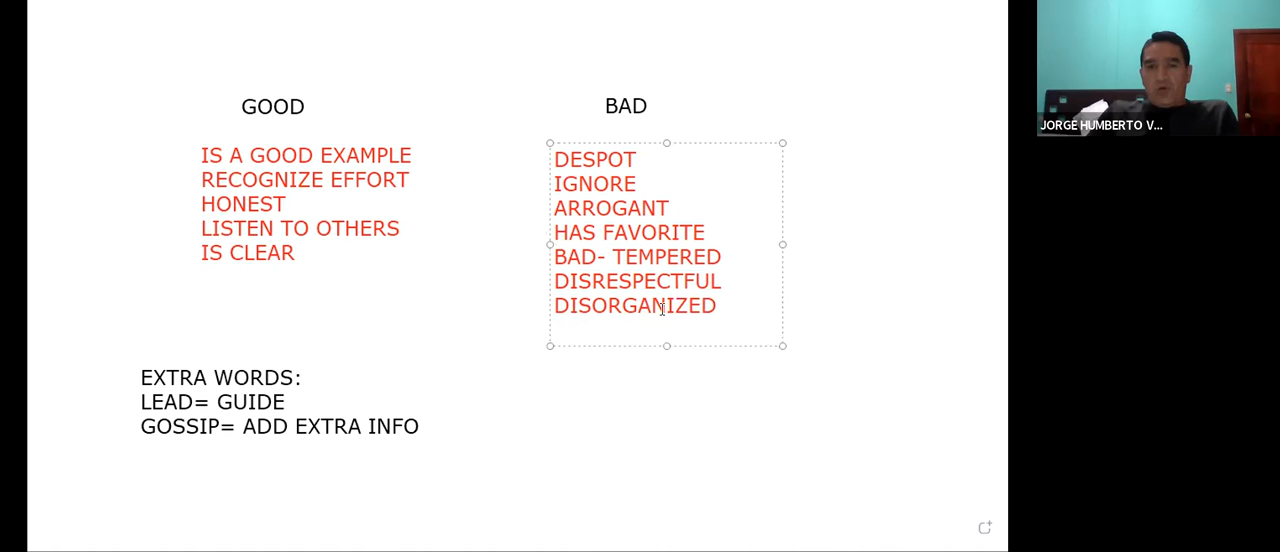 GOOD
IS A GOOD EXAMPLE
RECOGNIZE EFFORT
HONEST
LISTEN TO OTHERS
IS CLEAR
BAD
DESPOT
IGNORE
ARROGANT
HAS FAVORITE
BAD- TEMPERED
DISRESPECTFUL
DISORGANIZED
EXTRA WORDS:
LEAD= GUIDE
GOSSIP= ADD EXTRA INFO
JORGE HUMBERTO V...